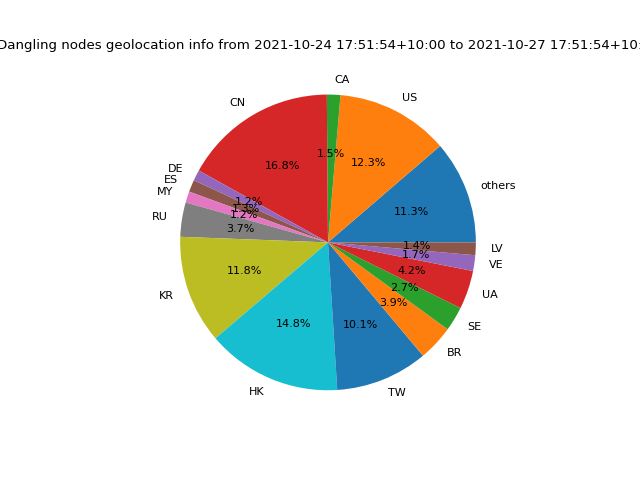 Dangling nodes geolocation info from 2021-10-24 17:51:54+10:00 to 2021-10-27 17:51:54+10:
CA
US
CN
1.5%
12.3%
16.8%
DE
ES
MY
others
1.2%
1.3%
1.2%
11.3%
RU
3.7%
1.4%
LV
1.7%
VE
11.8%
4.2%
2.7%
UA
KR
3.9%
14.8%
10.1%
SE
BR
HK
TW